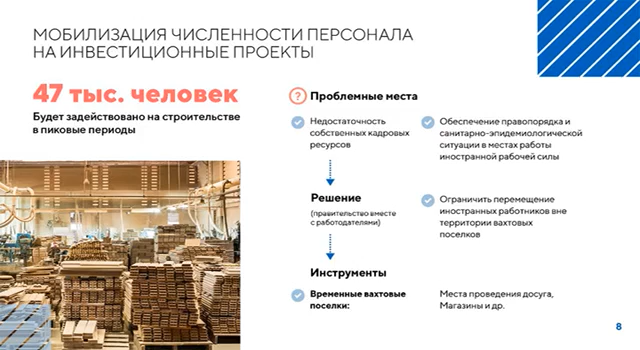 МОБИЛИЗАЦИЯ ЧИСЛЕННОСТИ ПЕРСОНАЛА
НА ИНВЕСТИЦИОННЫЕ ПРОЕКТЫ
47 тыс. человек
Будет задействовано на строительстве
в пиковые периоды
? Проблемные места
Недостаточность
собственных кадровых
ресурсов
Обеспечение правопорядка и
санитарно-эпидемиологической
ситуации в местах работы
иностранной рабочей силы
Решение
(правительство вместе
с работодателями)
Ограничить перемещение
иностранных работников вне
территории вахтовых
поселков
Инструменты
Временные вахтовые
поселки:
Места проведения досуга,
Магазины и др.
8